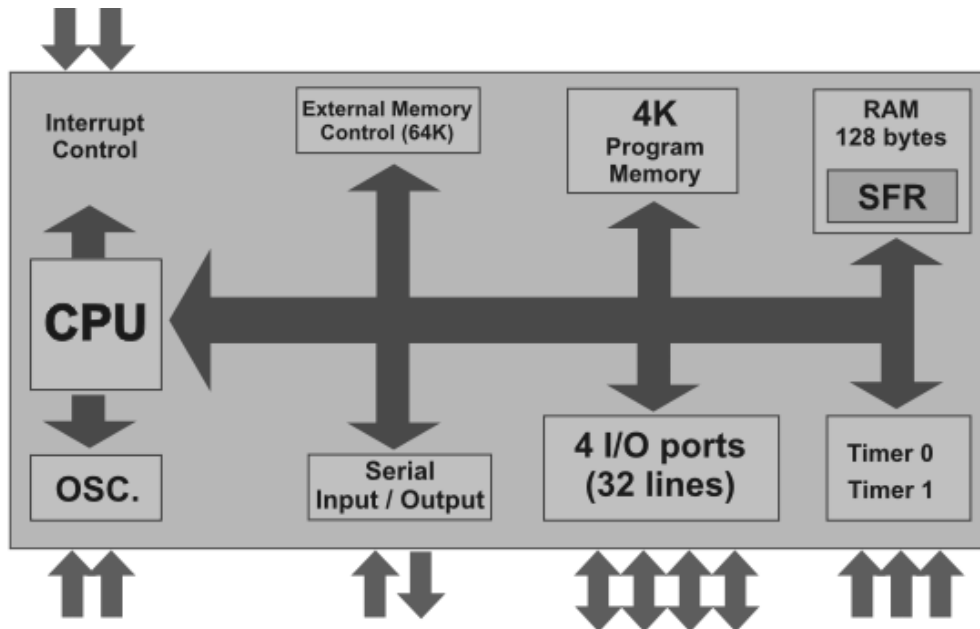 Interrupt
Control
External Memory
Control (64K)
4K
Program
Memory
RAM
128 bytes
SFR
CPU
OSC.
Serial
Input / Output
4 I/O ports
(32 lines)
Timer 0
Timer 1